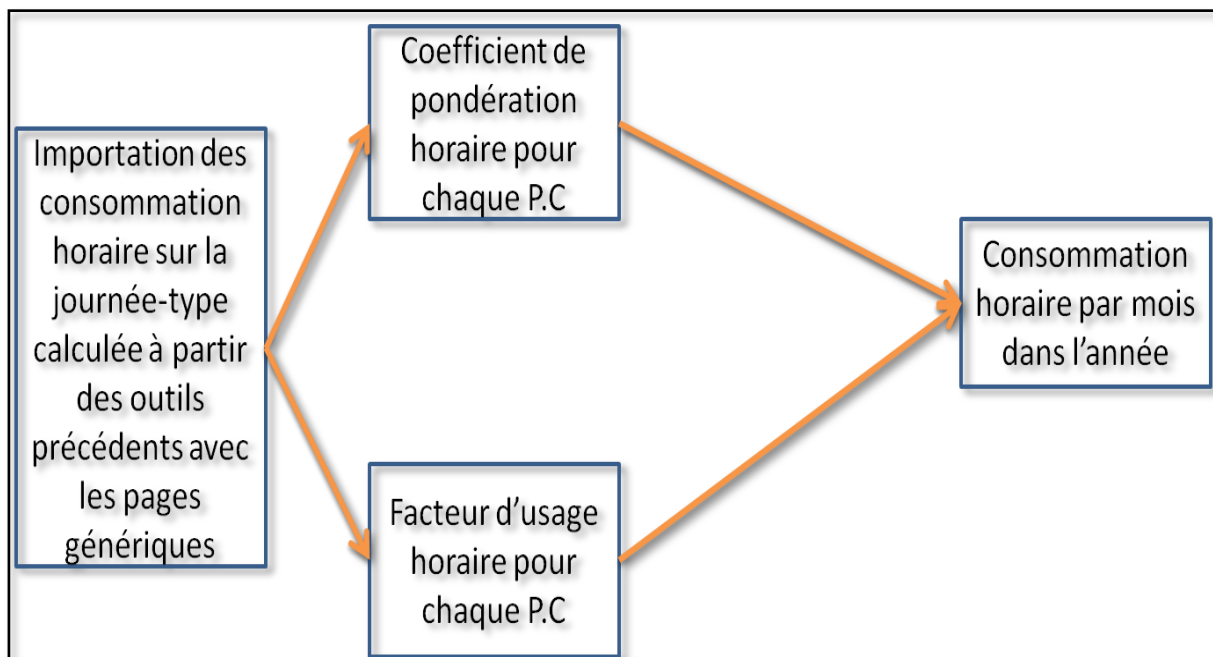 Importation des
consommation
horaire sur la
journée-type
calculée à partir
des outils
précédents avec
les pages
génériques
Coefficient de
pondération
horaire pour
chaque P.C
Facteur d’usage
horaire pour
chaque P.C
Consommation
horaire par mois
dans l’année